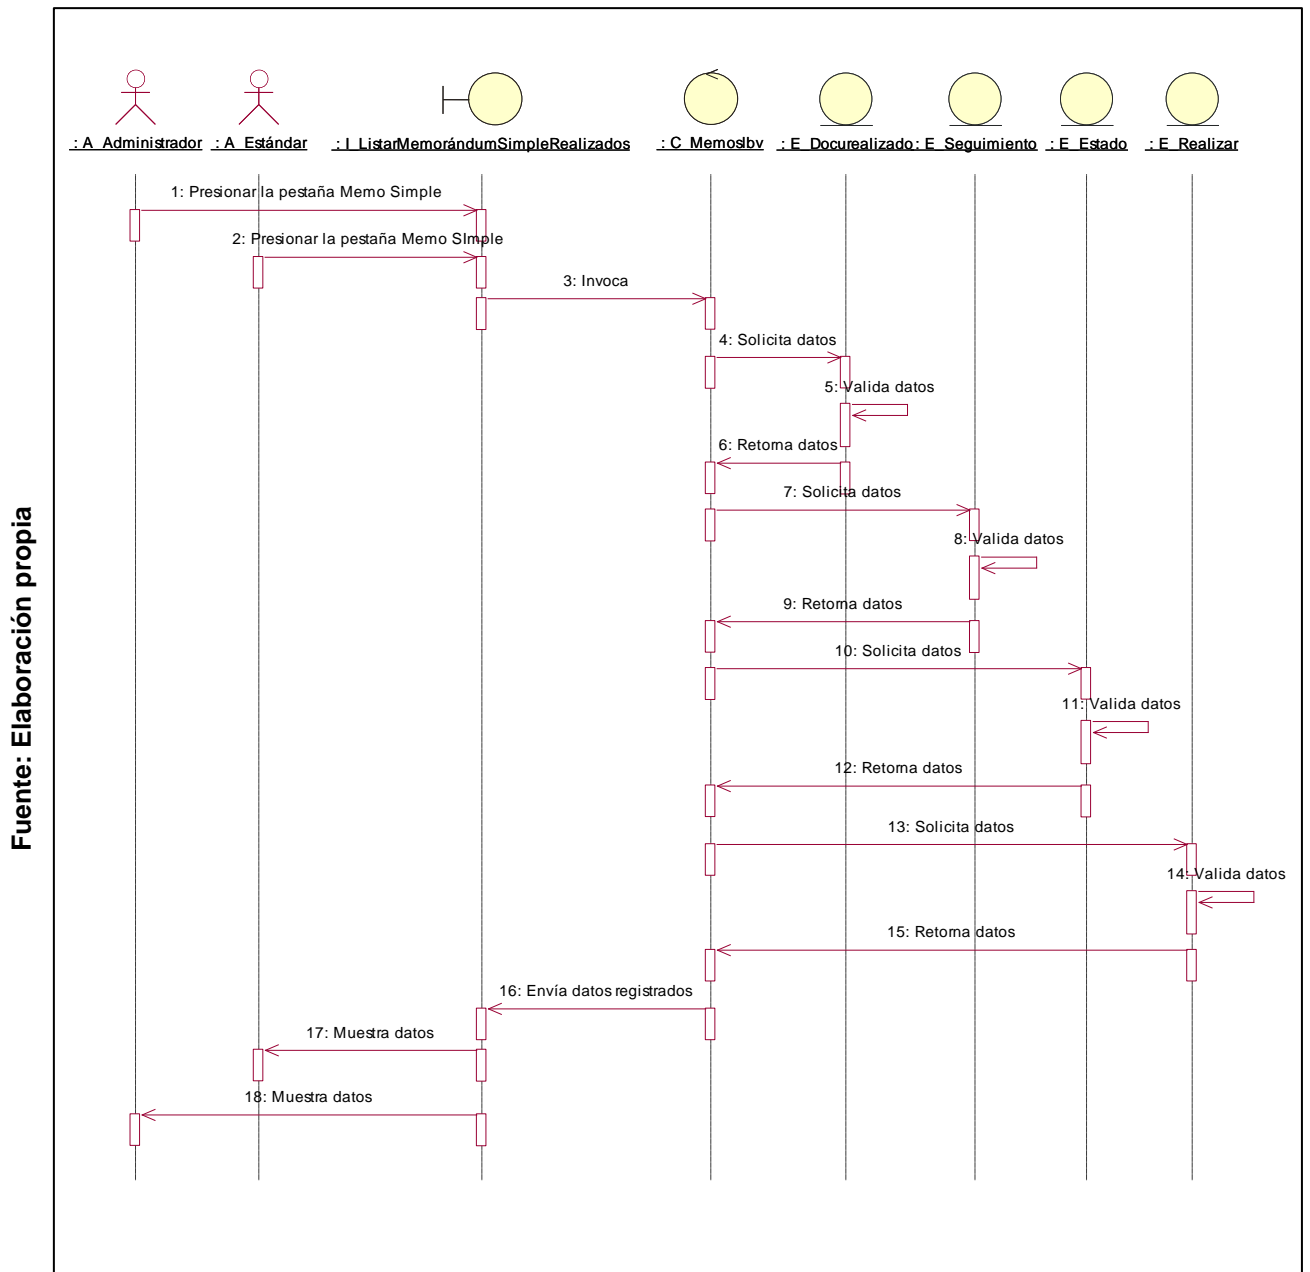 : A_Administrador
: A_Estándar
: I_ListarMemorándumSimpleRealizados
: C_MemosIbv
: E_Docurealizado
: E_Seguimiento
: E_Estado
: E_Realizar
1: Presionar la pestaña Memo Simple
2: Presionar la pestaña Memo SImple
3: Invoca
4: Solicita datos
5: Valida datos
6: Retorna datos
7: Solicita datos
8: Valida datos
9: Retorna datos
10: Solicita datos
11: Valida datos
12: Retorna datos
13: Solicita datos
14: Valida datos
15: Retorna datos
16: Envía datos registrados
17: Muestra datos
18: Muestra datos
Fuente: Elaboración propia